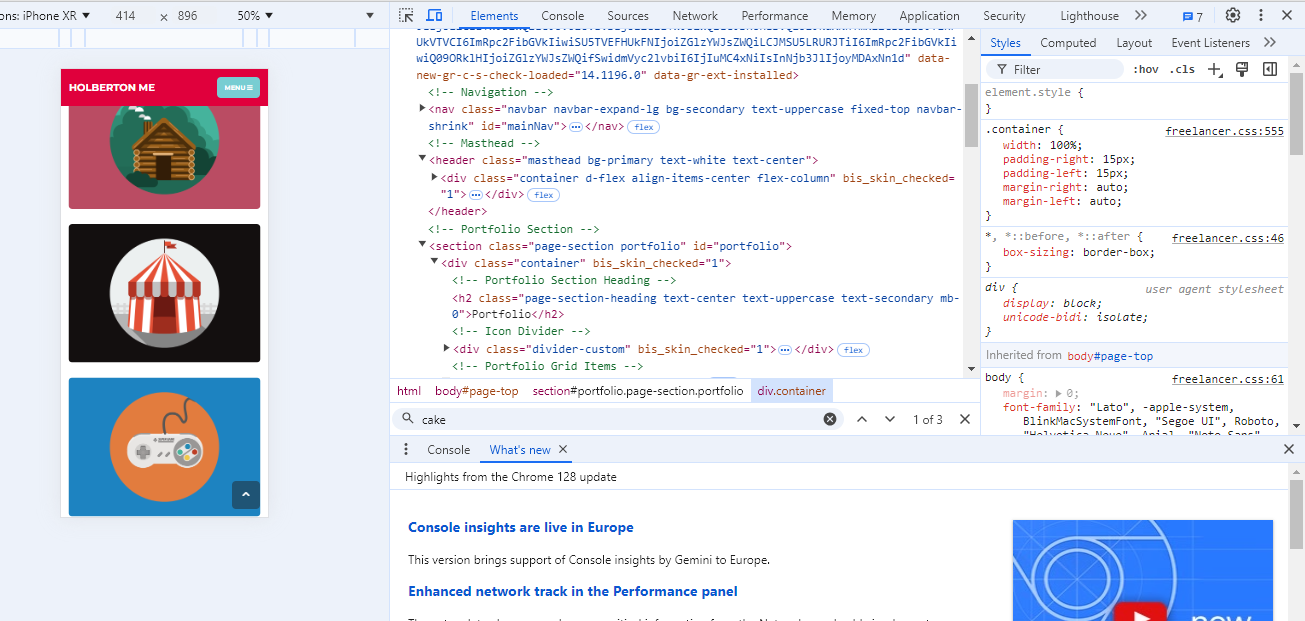 ons: iPhone XR ▼ 414 × 896 50% ▼
Elements Console Sources Network Performance Memory Application Security Lighthouse 7
HOLBERTON ME
MENU
UkVTVCI6ImRpc2FibGVkIiwiSU5TVEFHUkFNIjoiZGlzYWJsZWQiLCJMSU5LRURJTiI6ImRpc2FibGVkIi
wiQ09ORklHIjoiZGlzYWJsZWQifSwidmVyc2lvbiI6IjIuMC4xNiIsInNjb3JlIjoyMDAxNn1d" data-
new-gr-c-s-check-loaded="14.1196.0" data-gr-ext-installed>
<!-- Navigation -->
<nav class="navbar navbar-expand-lg bg-secondary text-uppercase fixed-top navbar-
shrink" id="mainNav"> ⋯ </nav> flex
<!-- Masthead -->
<header class="masthead bg-primary text-white text-center">
<div class="container d-flex align-items-center flex-column" bis_skin_checked=
"1"> ⋯ </div> flex
</header>
<!-- Portfolio Section -->
<section class="page-section portfolio" id="portfolio">
<div class="container" bis_skin_checked="1">
<!-- Portfolio Section Heading -->
<h2 class="page-section-heading text-center text-uppercase text-secondary mb-
0">Portfolio</h2>
<!-- Icon Divider -->
<div class="divider-custom" bis_skin_checked="1"> ⋯ </div> flex
<!-- Portfolio Grid Items -->
html body#page-top section#portfolio.page-section.portfolio div.container
cake 1 of 3
Styles Computed Layout Event Listeners
Filter :hov .cls
element.style {
}
.container { freelancer.css:555
width: 100%;
padding-right: 15px;
padding-left: 15px;
margin-right: auto;
margin-left: auto;
}
*, *::before, *::after { freelancer.css:46
box-sizing: border-box;
}
div { user agent stylesheet
display: block;
unicode-bidi: isolate;
}
Inherited from body#page-top
body { freelancer.css:61
margin: ▶ 0;
font-family: "Lato", -apple-system,
BlinkMacSystemFont, "Segoe UI", Roboto,
"Helvetica Neue", Arial, "Noto Sans",
Console What's new
Highlights from the Chrome 128 update
Console insights are live in Europe
This version brings support of Console insights by Gemini to Europe.
Enhanced network track in the Performance panel
new